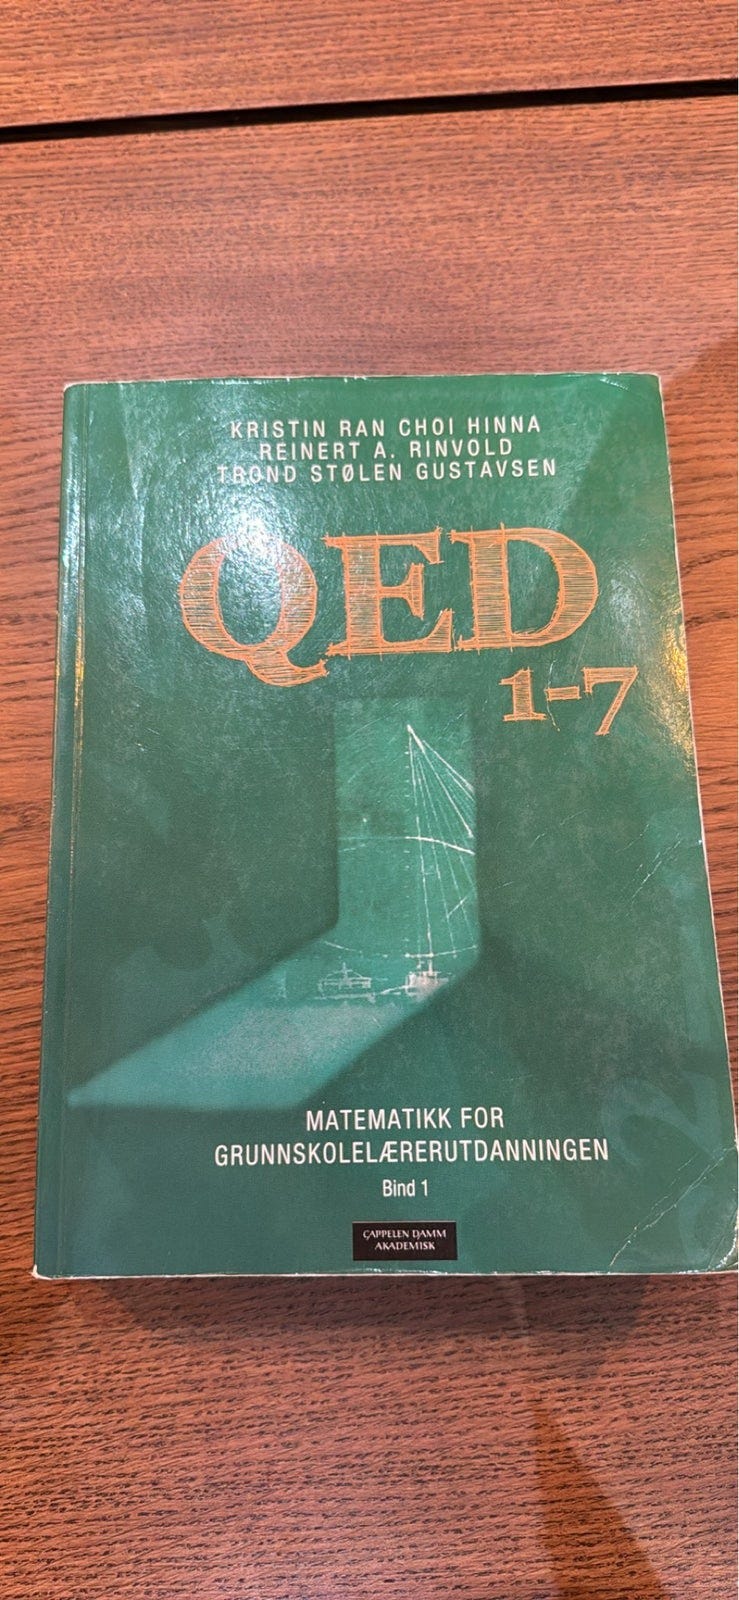 KRISTIN RAN CHOI HINNA
REINERT A. RINVOLD
TROND STØLEN GUSTAVSEN
QED
1-7
MATEMATIKK FOR
GRUNNSKOLELÆRERUTDANNINGEN
Bind 1
CAPPELEN DAMM
AKADEMISK